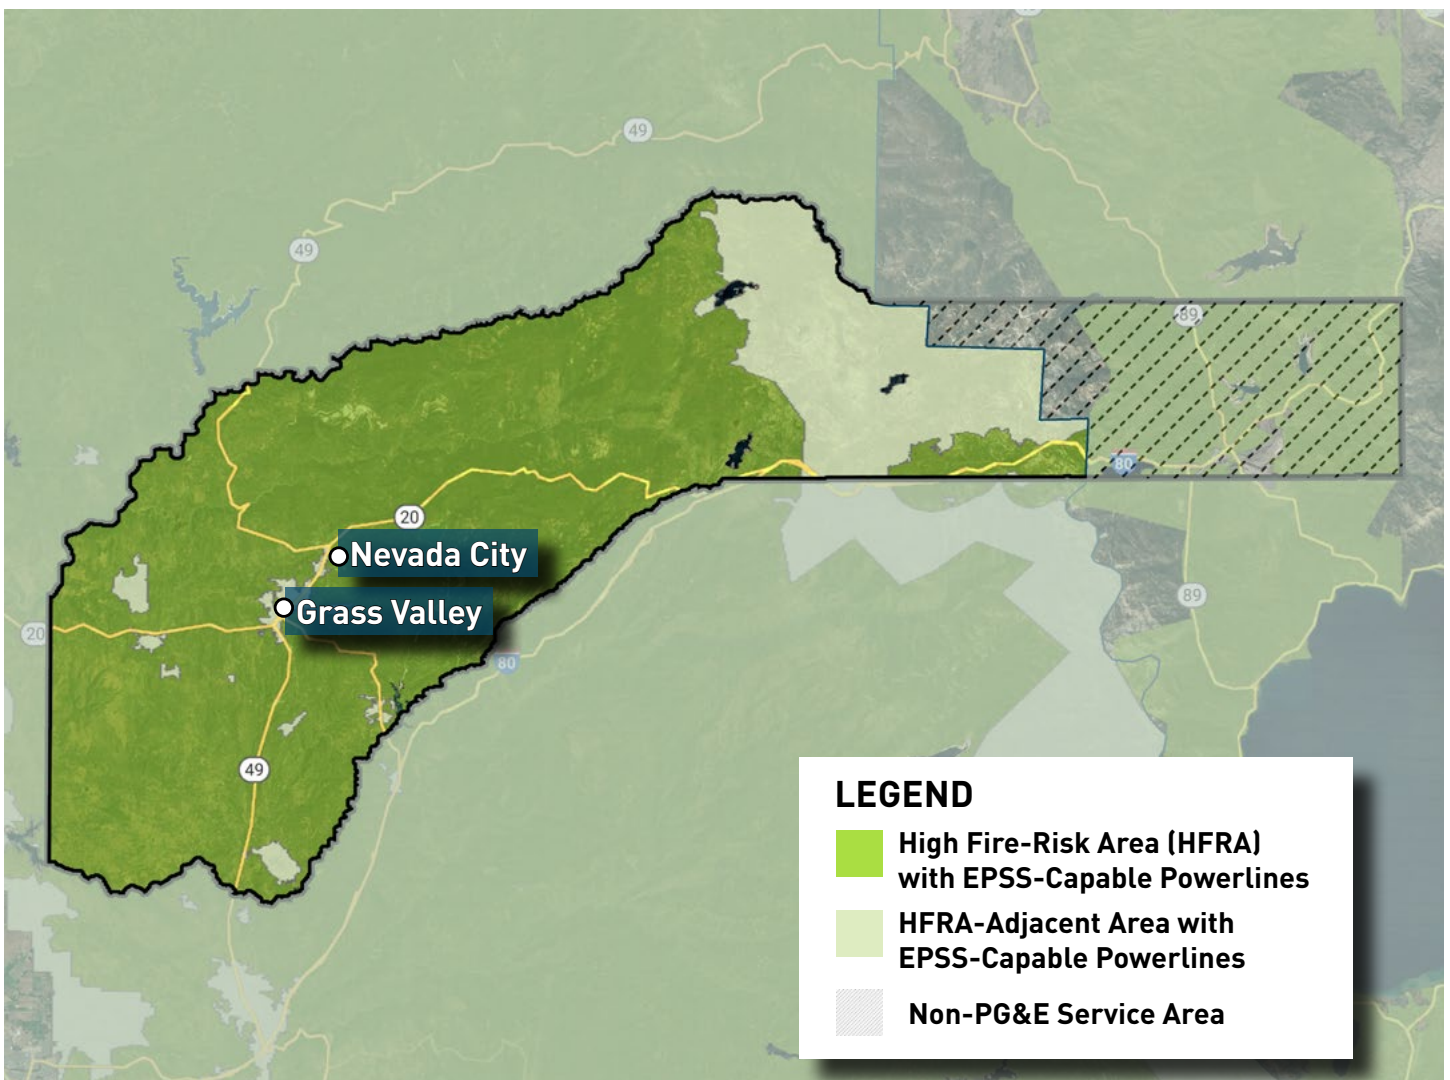 49
49
89
80
20
Nevada City
Grass Valley
89
20
80
49
LEGEND
High Fire-Risk Area (HFRA)
with EPSS-Capable Powerlines
HFRA-Adjacent Area with
EPSS-Capable Powerlines
Non-PG&E Service Area